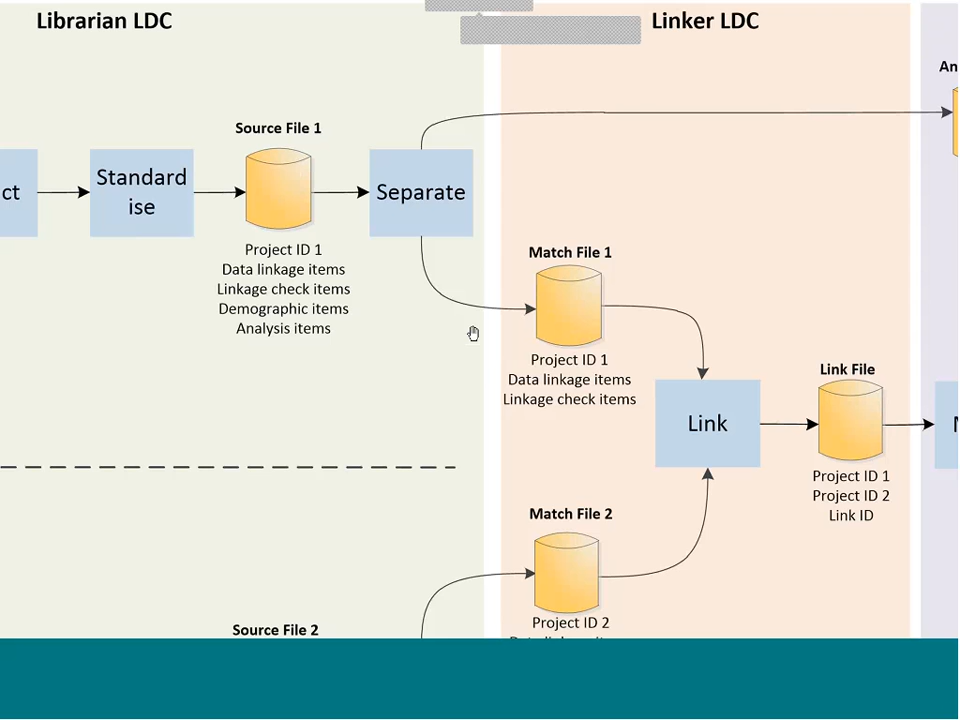 Librarian LDC
Linker LDC
An
Source File 1
ct
Standard
ise
Separate
Project ID 1
Data linkage items
Linkage check items
Demographic items
Analysis items
Match File 1
Project ID 1
Data linkage items
Linkage check items
Link
Link File
Project ID 1
Project ID 2
Link ID
Match File 2
Project ID 2
Source File 2